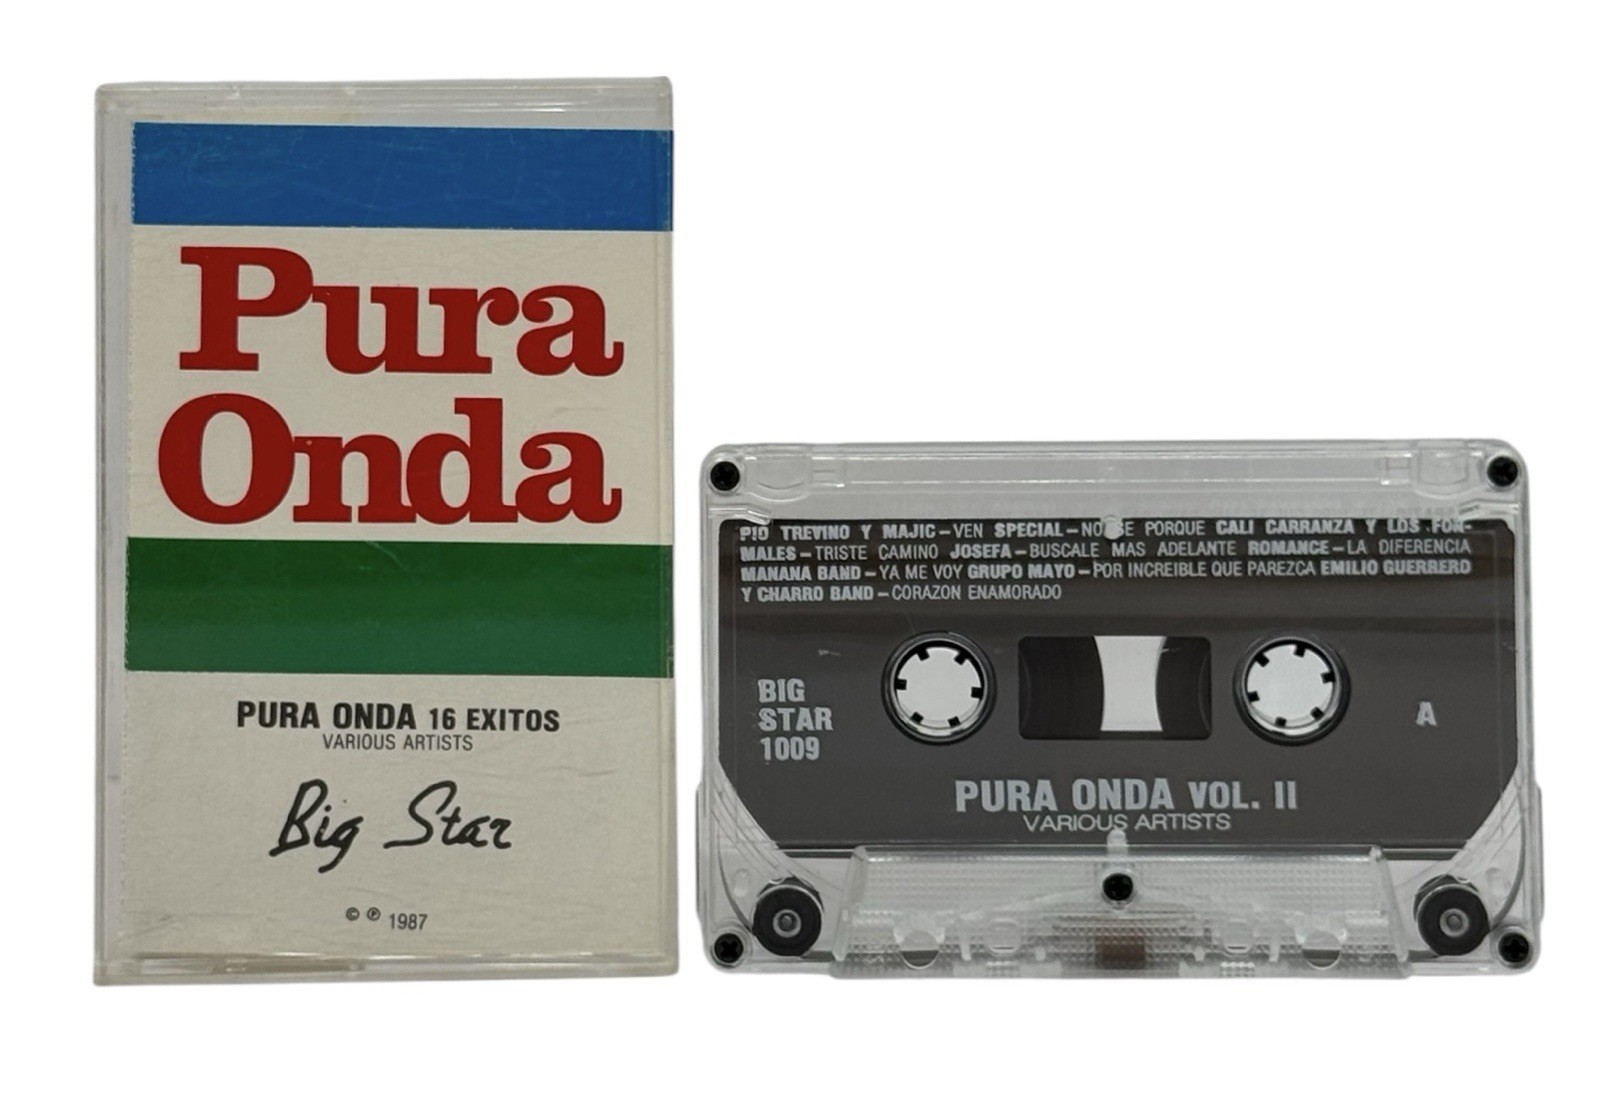 Pura
Onda
PURA ONDA 16 EXITOS
VARIOUS ARTISTS
Big Star
© ℗ 1987
PIO TREVINO Y MAJIC – VEN SPECIAL – NO SE PORQUE CALI CARRANZA Y LOS FOR-
MALES – TRISTE CAMINO JOSEFA – BUSCALE MAS ADELANTE ROMANCE – LA DIFERENCIA
MANANA BAND – YA ME VOY GRUPO MAYO – POR INCREIBLE QUE PAREZCA EMILIO GUERRERO
Y CHARRO BAND – CORAZON ENAMORADO
BIG
STAR
1009
A
PURA ONDA VOL. II
VARIOUS ARTISTS